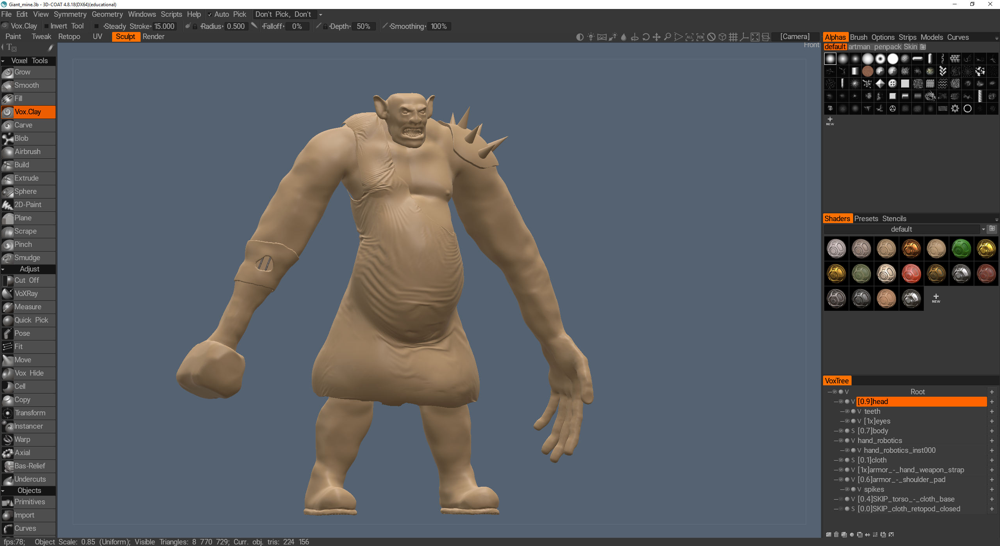 Giant_mine.3b - 3D-COAT 4.8.18(DX64)(educational)
File Edit View Symmetry Geometry Windows Scripts Help Auto Pick Don't Pick, Don't
Vox.Clay Invert Tool Steady Stroke 15.000 Radius 0.500 Falloff 0% Depth 50% Smoothing 100%
Paint Tweak Retopo UV Sculpt Render
ALL PEN [Camera]
Front
Voxel Tools
Grow
Smooth
Fill
Vox.Clay
Carve
Blob
Airbrush
Build
Extrude
Sphere
2D-Paint
Plane
Scrape
Pinch
Smudge
Adjust
Cut Off
VoXRay
Measure
Quick Pick
Pose
Fit
Move
Vox Hide
Cell
Copy
Transform
Instancer
Warp
Axial
Bas-Relief
Undercuts
Objects
Primitives
Import
Curves
Alphas Brush Options Strips Models Curves
default artman penpack Skin
NEW
Shaders Presets Stencils
default
NEW
VoxTree
V Root +
V [0.9]head +
V teeth +
V [1x]eyes +
S [0.7]body +
V hand_robotics +
V hand_robotics_inst000 +
S [0.1]cloth +
V [1x]armor_-_hand_weapon_strap +
V [0.6]armor_-_shoulder_pad +
V spikes +
V [0.4]SKIP_torso_-_cloth_base +
S [0.0]SKIP_cloth_retopod_closed +
fps:78; Object Scale: 0.85 (Uniform); Visible Triangles: 8 770 729; Curr. obj. tris: 224 156